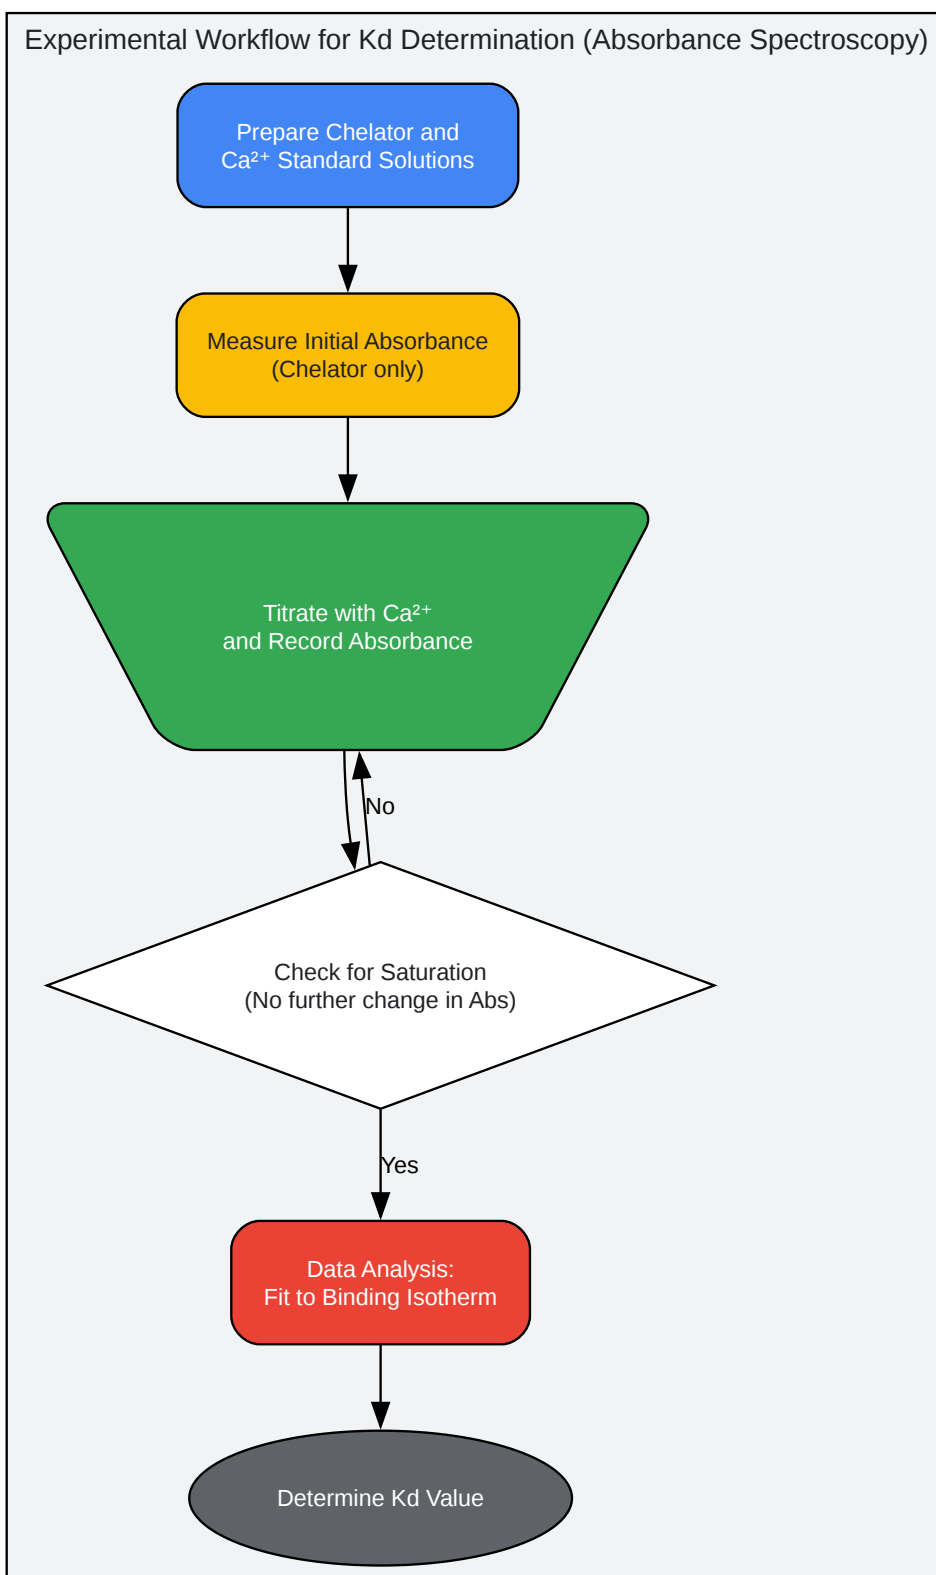 Experimental Workflow for Kd Determination (Absorbance Spectroscopy)
Prepare Chelator and
Ca²⁺ Standard Solutions
Measure Initial Absorbance
(Chelator only)
Titrate with Ca²⁺
and Record Absorbance
No
Check for Saturation
(No further change in Abs)
Yes
Data Analysis:
Fit to Binding Isotherm
Determine Kd Value